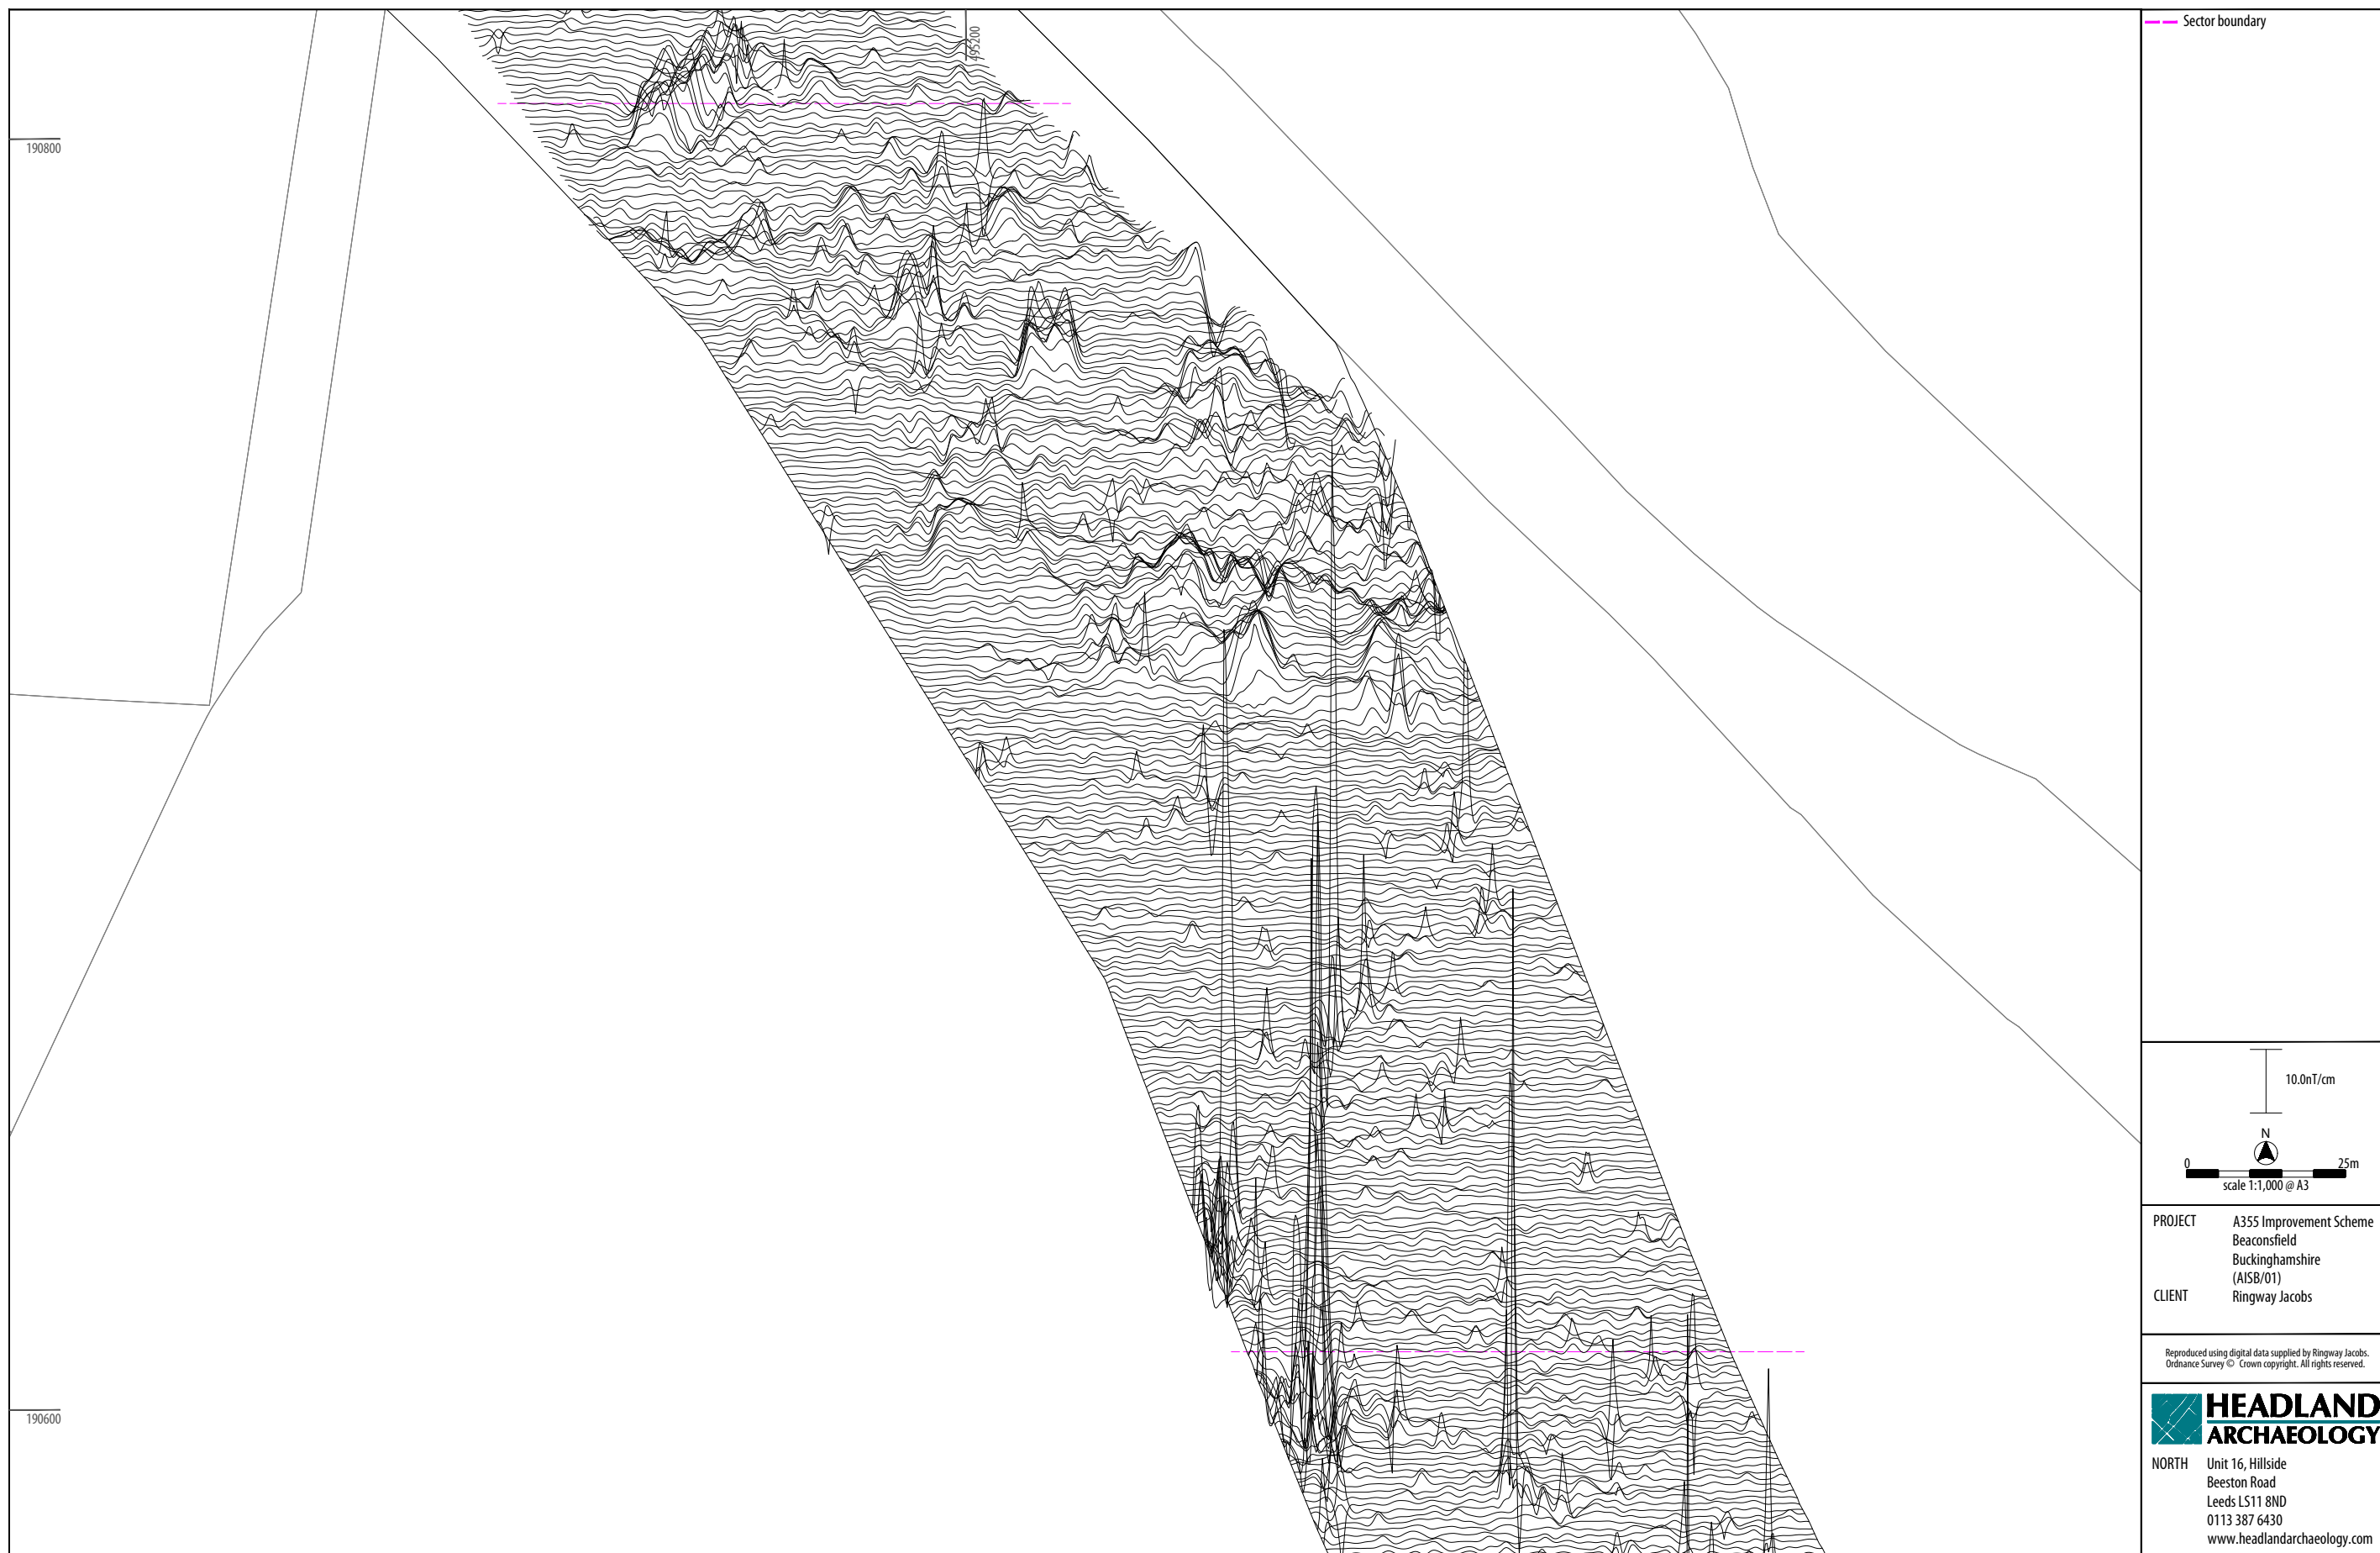 Sector boundary
495200
190800
190600
10.0nT/cm
N
0 25m
scale 1:1,000 @ A3
PROJECT A355 Improvement Scheme
Beaconsfield
Buckinghamshire
(AISB/01)
CLIENT Ringway Jacobs
Reproduced using digital data supplied by Ringway Jacobs.
Ordnance Survey © Crown copyright. All rights reserved.
HEADLAND
ARCHAEOLOGY
NORTH Unit 16, Hillside
Beeston Road
Leeds LS11 8ND
0113 387 6430
www.headlandarchaeology.com